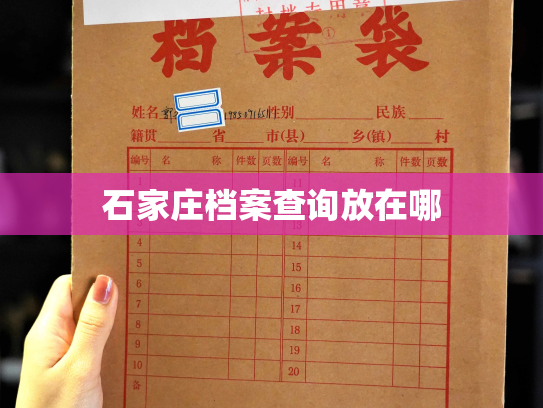 档案袋
姓名 性别 民族
籍贯 省 市(县) 乡(镇) 村
编号 名 称 件数 页数 编号 名 称 件数 页数
1 11
石家庄档案查询放在哪
13
4 14
5 15
6 16
7 17
8 18
9 19
10 20
备